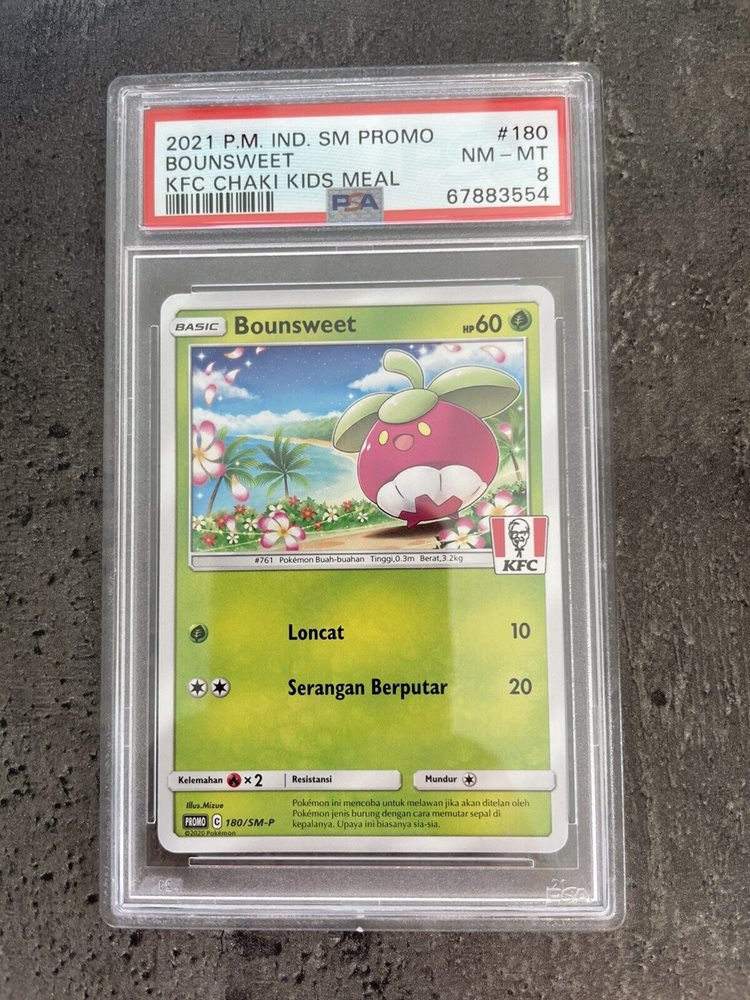 2021 P.M. IND. SM PROMO #180
BOUNSWEET NM - MT
KFC CHAKI KIDS MEAL 8
PSA 67883554
BASIC Bounsweet HP60
#761 Pokémon Buah-buahan Tinggi,0.3m Berat,3.2kg
KFC
Loncat 10
Serangan Berputar 20
Kelemahan ×2 Resistansi Mundur
Illus.Mizue
PROMO C 180/SM-P
©2020 Pokémon
Pokémon ini mencoba untuk melawan jika akan ditelan oleh
Pokémon jenis burung dengan cara memutar sepal di
kepalanya. Upaya ini biasanya sia-sia.
PSA